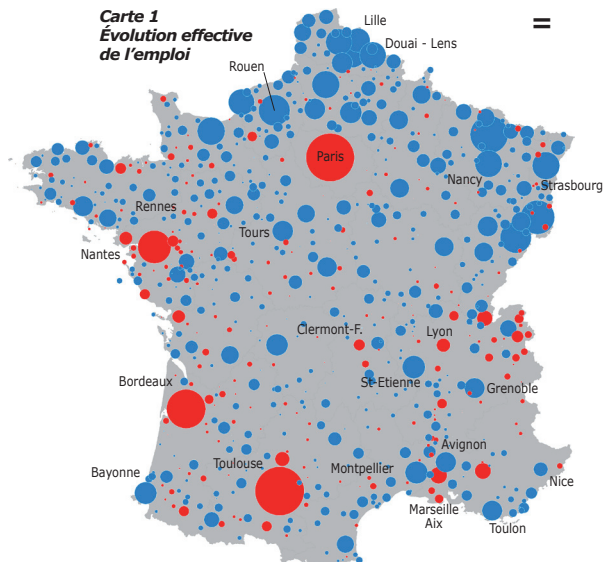 Carte 1
Évolution effective
de l'emploi
=
Lille
Douai - Lens
Rouen
Paris
Nancy
Strasbourg
Rennes
Tours
Nantes
Clermont-F.
Lyon
St-Etienne
Grenoble
Bordeaux
Avignon
Toulouse
Montpellier
Bayonne
Nice
Marseille
Aix
Toulon